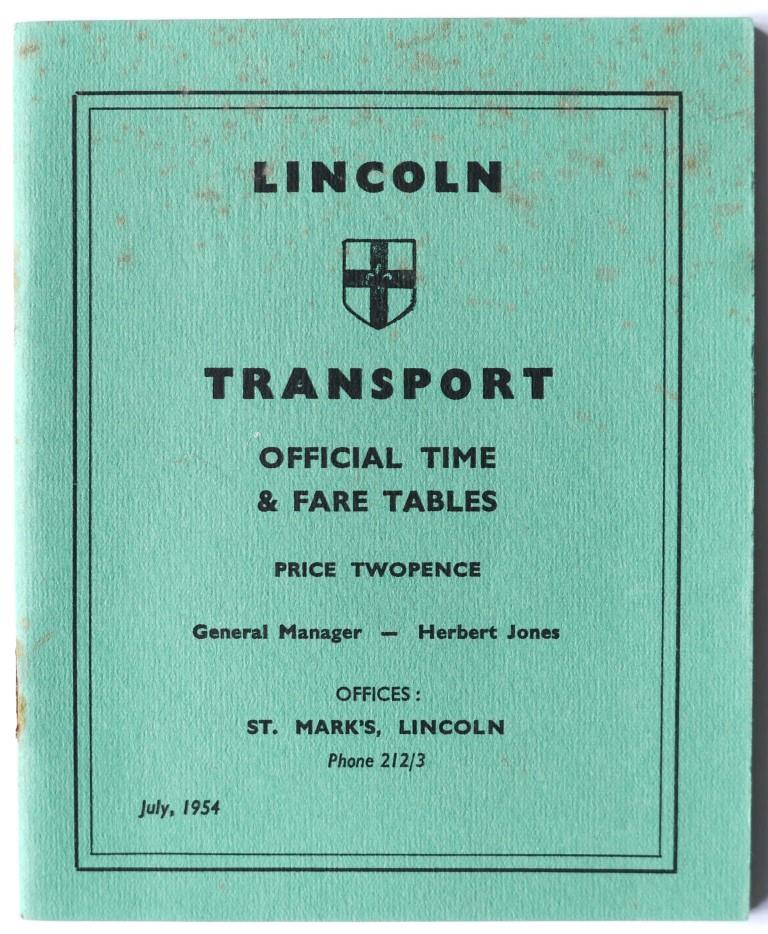 LINCOLN
TRANSPORT
OFFICIAL TIME
& FARE TABLES
PRICE TWOPENCE
General Manager — Herbert Jones
OFFICES:
ST. MARK'S, LINCOLN
Phone 212/3
July, 1954